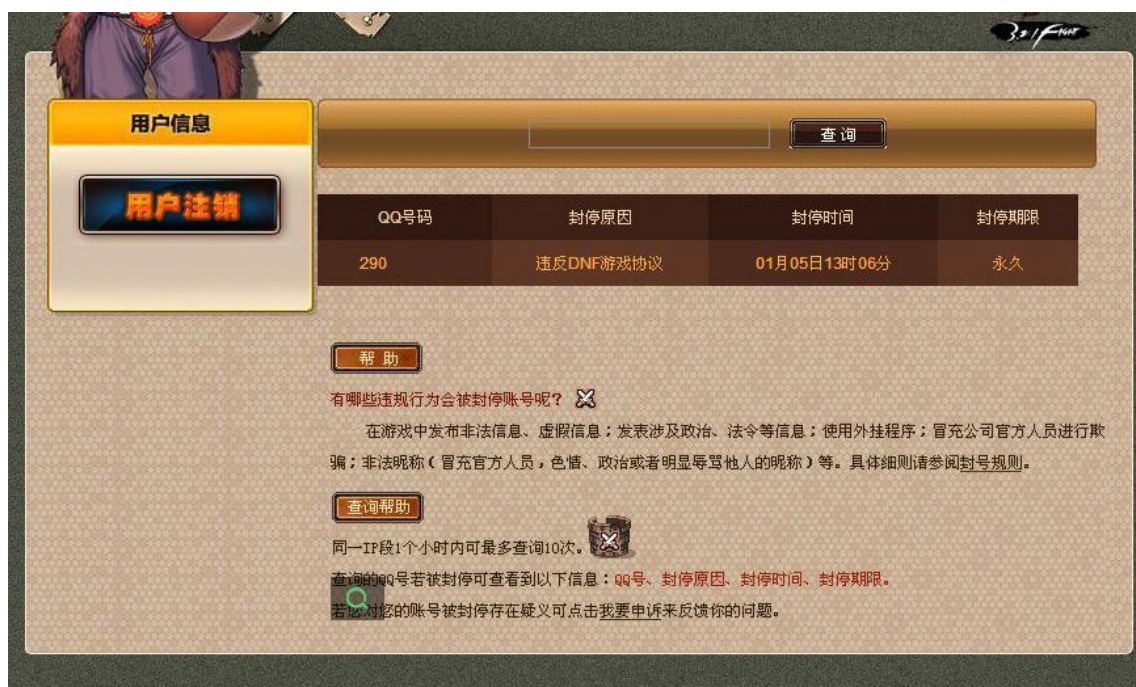 3.2.1 FIGHT
用户信息
查 询
用户注销
QQ号码 封停原因 封停时间 封停期限
290 违反DNF游戏协议 01月05日13时06分 永久
帮 助
有哪些违规行为会被封停账号呢？
在游戏中发布非法信息、虚假信息；发表涉及政治、法令等信息；使用外挂程序；冒充公司官方人员进行欺
骗；非法昵称（冒充官方人员，色情、政治或者明显辱骂他人的昵称）等。具体细则请参阅封号规则。
查询帮助
同一IP段1个小时内可最多查询10次。
查询的QQ号若被封停可查看到以下信息：QQ号、封停原因、封停时间、封停期限。
若您对您的账号被封停存在疑义可点击我要申诉来反馈你的问题。